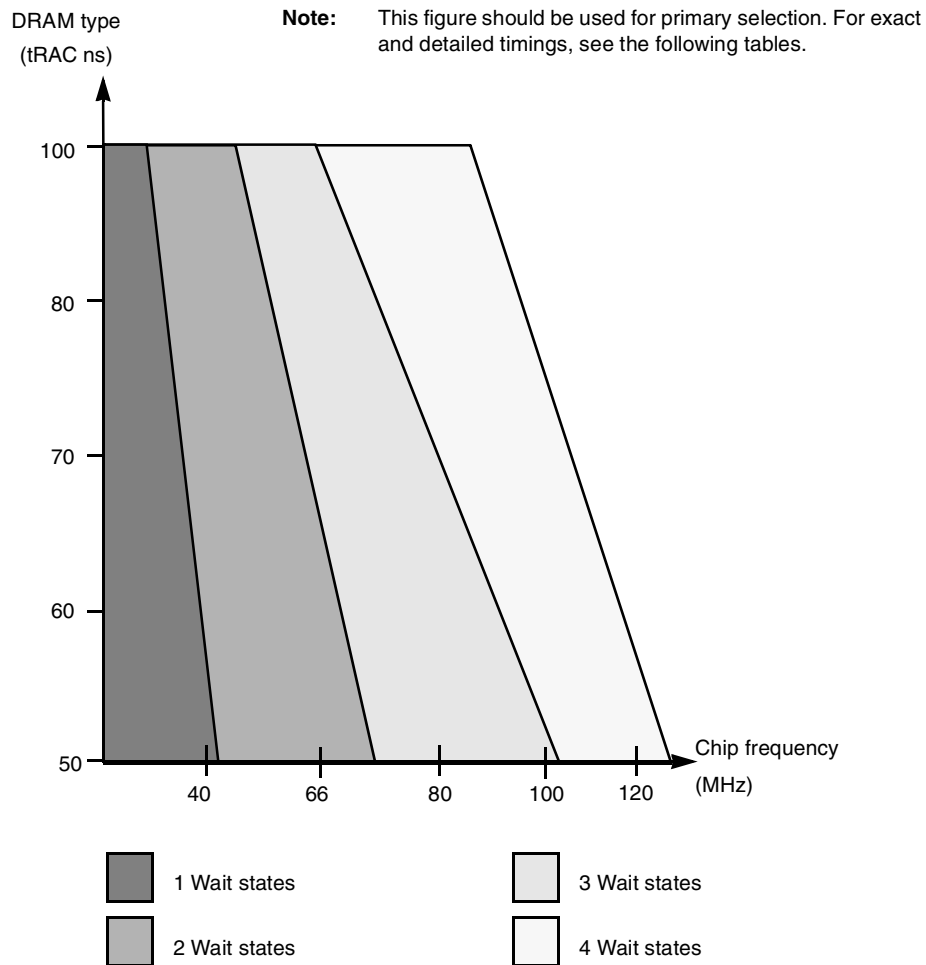 DRAM type
(tRAC ns)
Note: This figure should be used for primary selection. For exact
and detailed timings, see the following tables.
100
80
70
60
50
40 66 80 100 120
Chip frequency
(MHz)
1 Wait states
2 Wait states
3 Wait states
4 Wait states